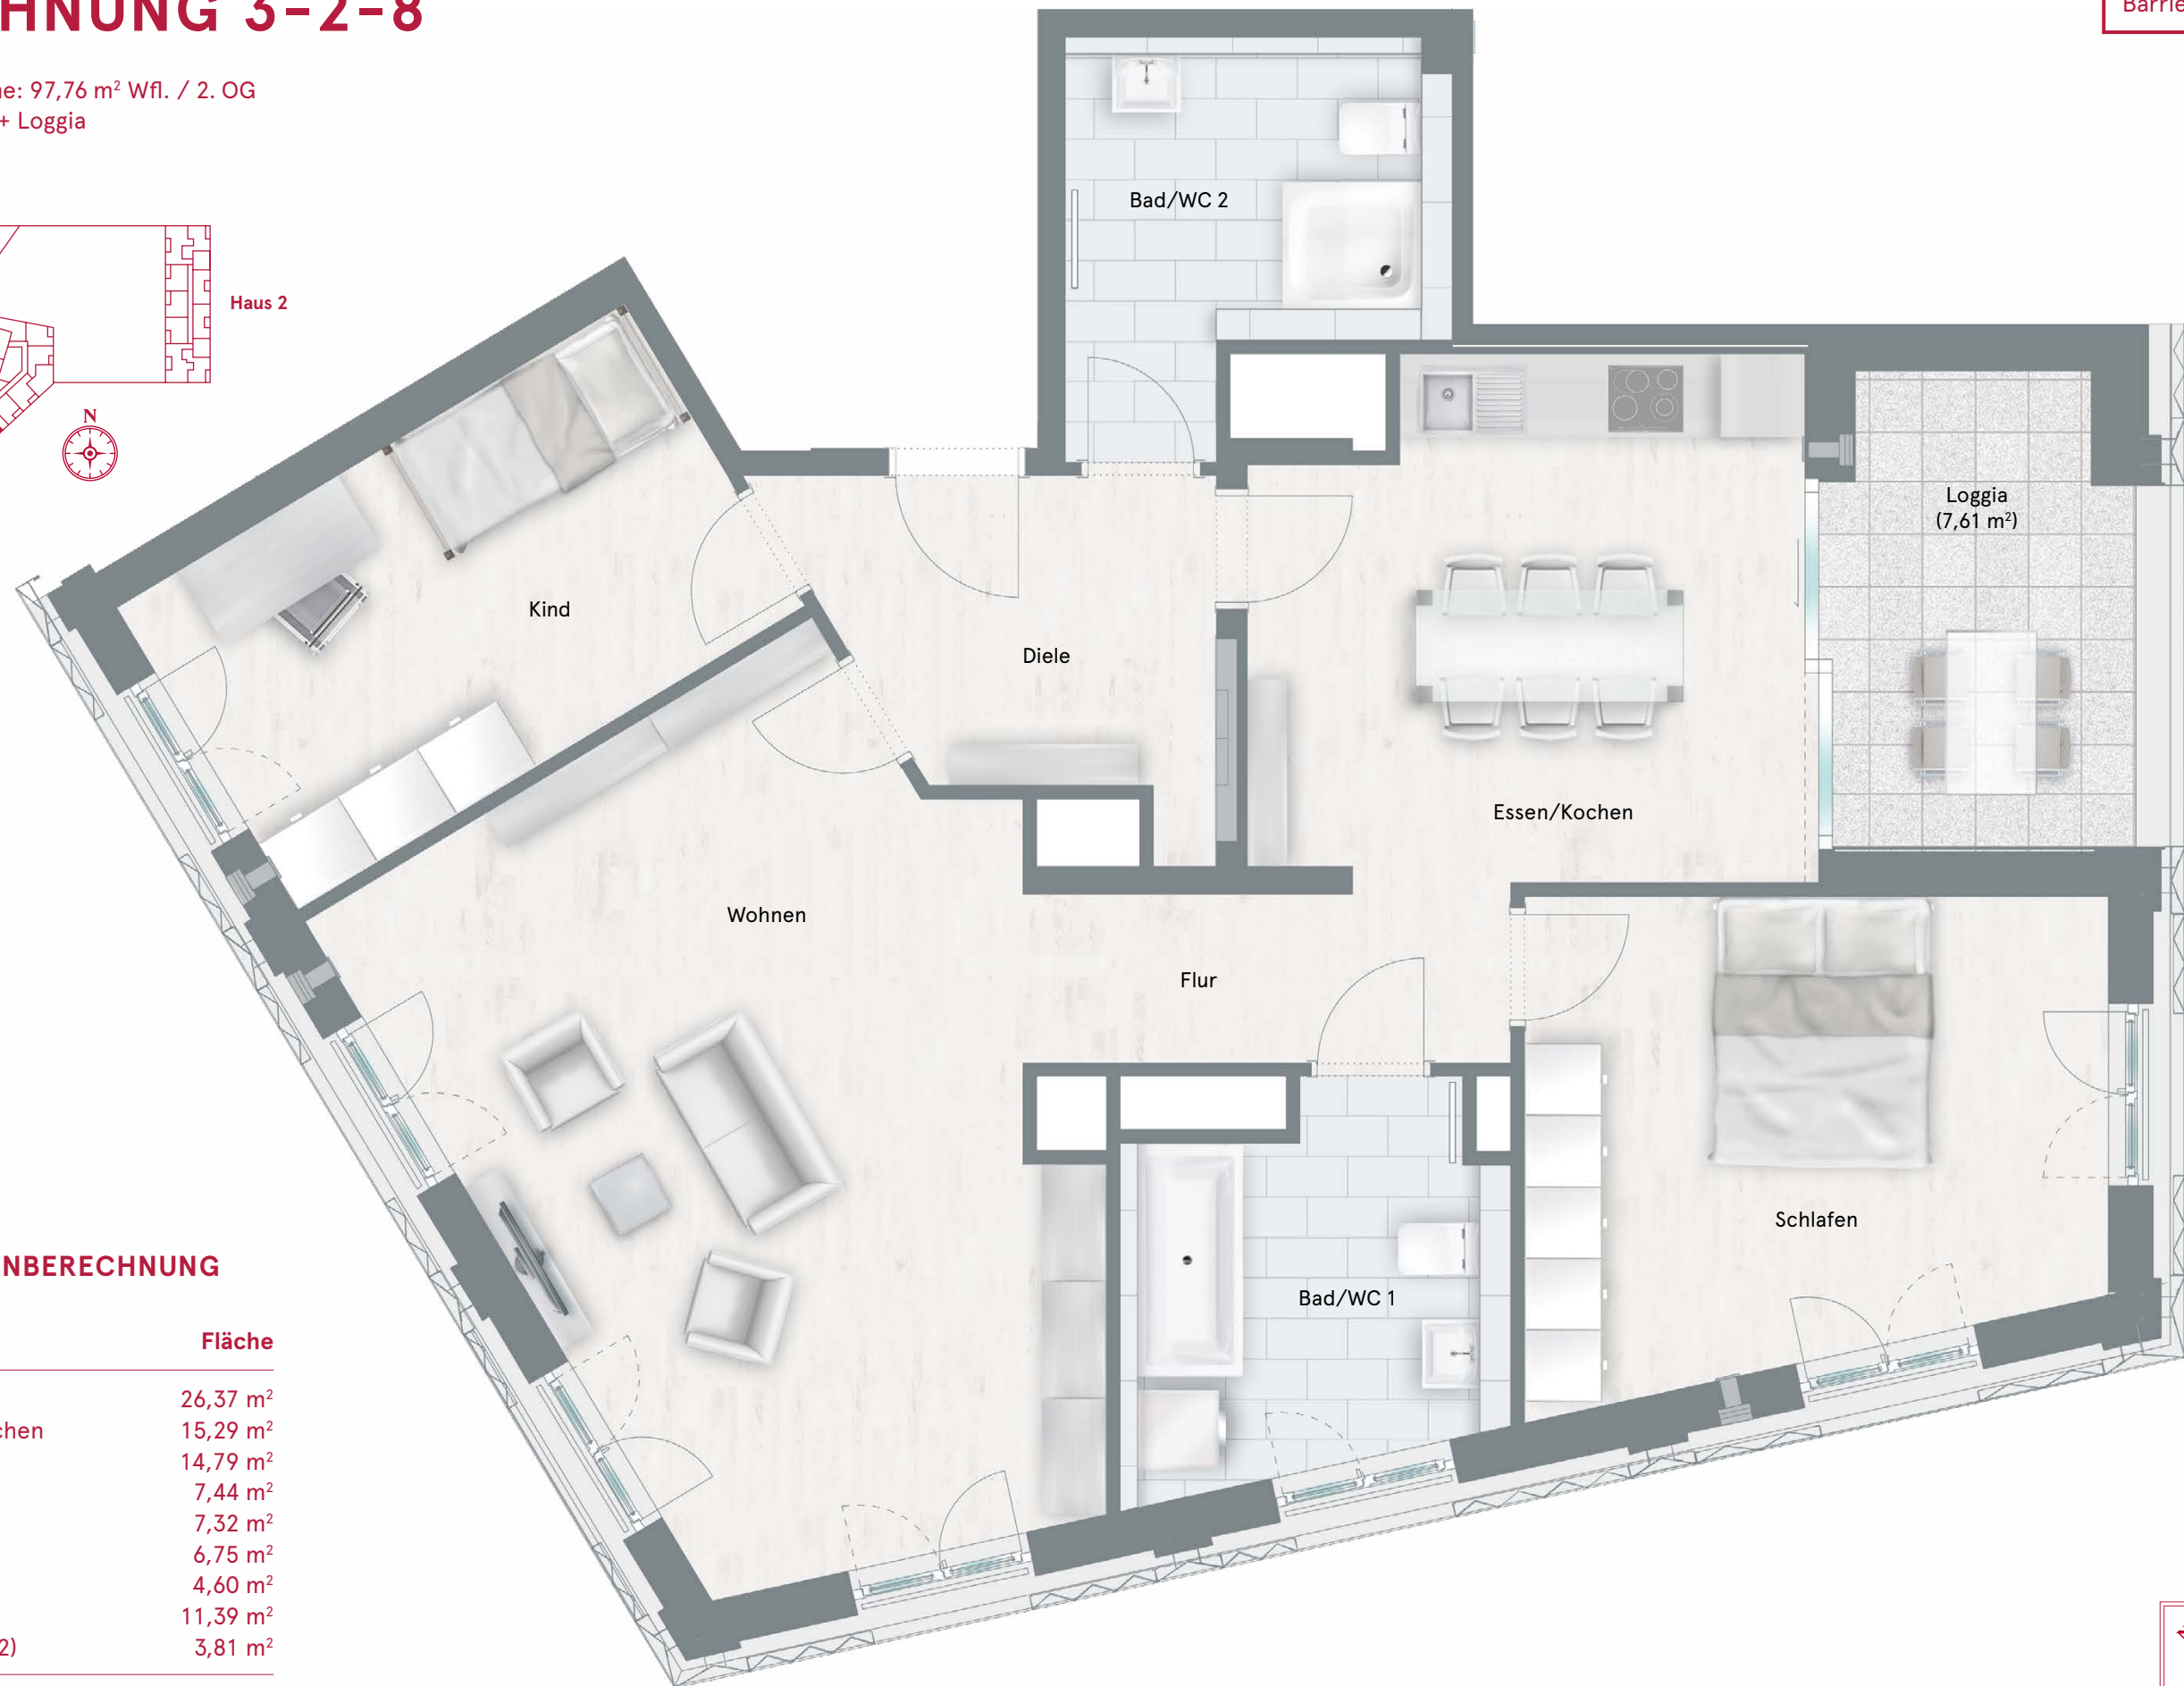 HNUNG 3-2-8
Barrie
ne: 97,76 m² Wfl. / 2. OG
+ Loggia
Haus 2
N
Bad/WC 2
Loggia
(7,61 m²)
Kind
Diele
Essen/Kochen
Wohnen
Flur
Schlafen
Bad/WC 1
NBERECHNUNG
Fläche
26,37 m²
chen 15,29 m²
14,79 m²
7,44 m²
7,32 m²
6,75 m²
4,60 m²
11,39 m²
2) 3,81 m²